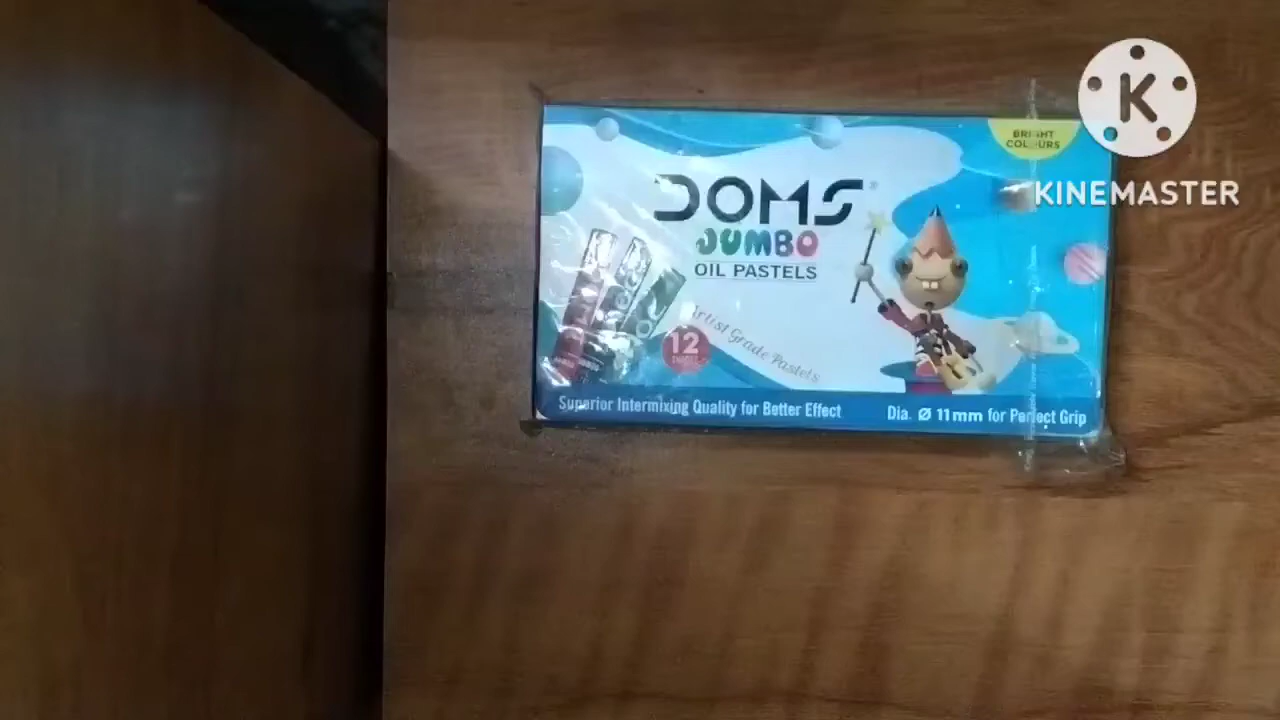 BRIGHT
COLOURS
KINEMASTER
DOMS
JUMBO
OIL PASTELS
Artist Grade Pastels
12
Superior Intermixing Quality for Better Effect
Dia. Ø 11mm for Perfect Grip